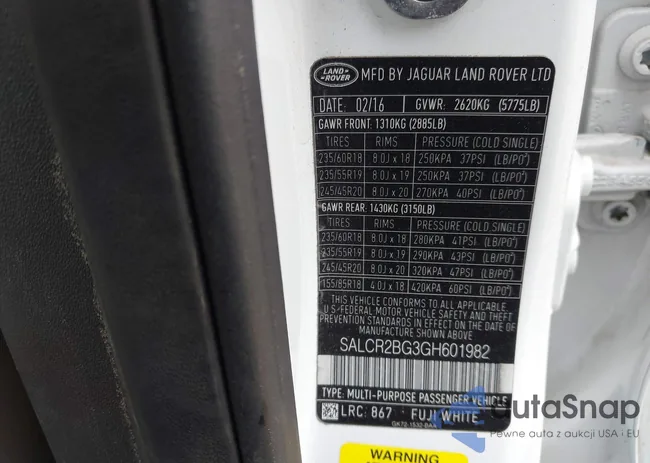 LAND-
ROVER
MFD BY JAGUAR LAND ROVER LTD
DATE: 02/16 GVWR: 2620KG (5775LB)
GAWR FRONT: 1310KG (2885LB)
TIRES RIMS PRESSURE (COLD SINGLE)
235/60R18 8.0J x 18 250KPA 37PSI (LB/PO²)
235/55R19 8.0J x 19 250KPA 37PSI (LB/PO²)
245/45R20 8.0J x 20 270KPA 40PSI (LB/PO²)
GAWR REAR: 1430KG (3150LB)
TIRES RIMS PRESSURE (COLD SINGLE)
235/60R18 8.0J x 18 280KPA 41PSI (LB/PO²)
235/55R19 8.0J x 19 290KPA 43PSI (LB/PO²)
245/45R20 8.0J x 20 320KPA 47PSI (LB/PO²)
155/85R18 4.0J x 18 420KPA 60PSI (LB/PO²)
THIS VEHICLE CONFORMS TO ALL APPLICABLE
U.S-FEDERAL MOTOR VEHICLE SAFETY AND THEFT
PREVENTION STANDARDS IN EFFECT ON THE DATE OF
MANUFACTURE SHOWN ABOVE
SALCR2BG3GH601982
TYPE: MULTI-PURPOSE PASSENGER VEHICLE
LRC: 867 FUJI WHITE
WARNING
AutaSnap
Pewne auta z aukcji USA i EU